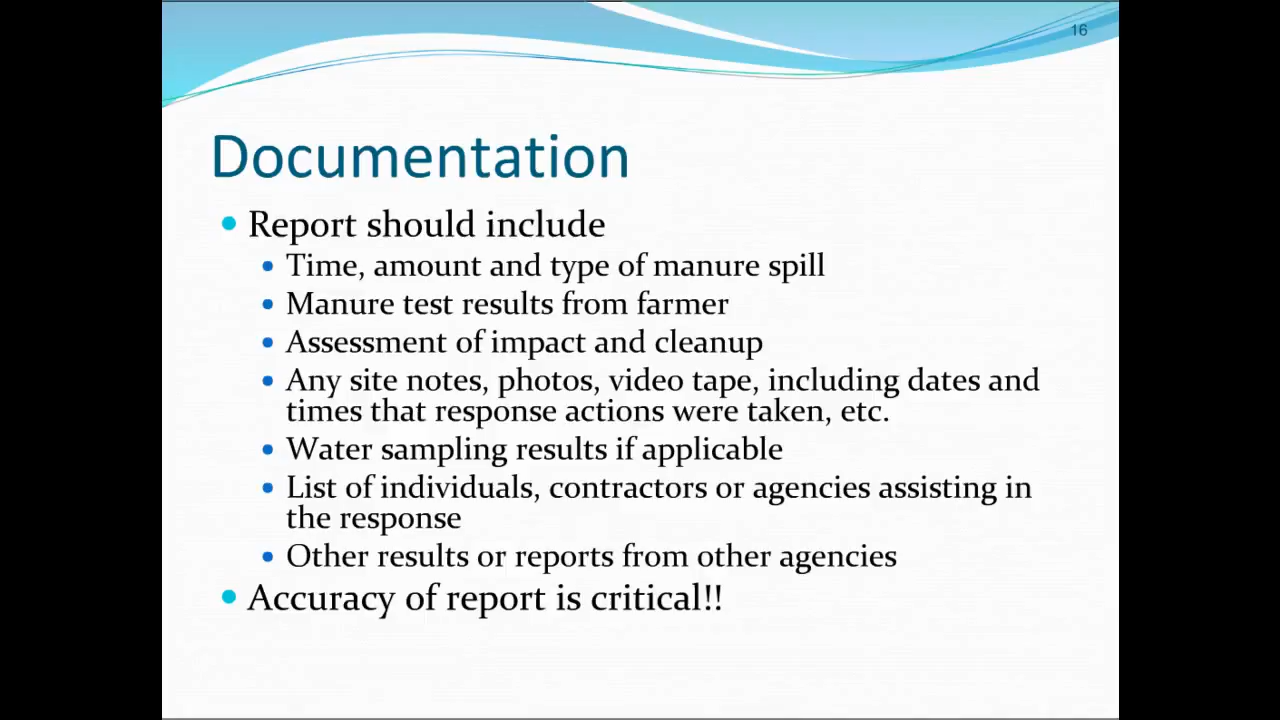 16
Documentation
Report should include
Time, amount and type of manure spill
Manure test results from farmer
Assessment of impact and cleanup
Any site notes, photos, video tape, including dates and
times that response actions were taken, etc.
Water sampling results if applicable
List of individuals, contractors or agencies assisting in
the response
Other results or reports from other agencies
Accuracy of report is critical!!